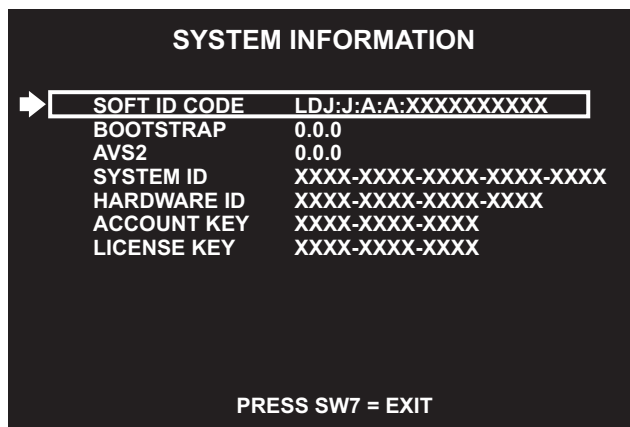 SYSTEM INFORMATION
SOFT ID CODE LDJ:J:A:A:XXXXXXXXXX
BOOTSTRAP 0.0.0
AVS2 0.0.0
SYSTEM ID XXXX-XXXX-XXXX-XXXX-XXXX
HARDWARE ID XXXX-XXXX-XXXX-XXXX
ACCOUNT KEY XXXX-XXXX-XXXX
LICENSE KEY XXXX-XXXX-XXXX
PRESS SW7 = EXIT